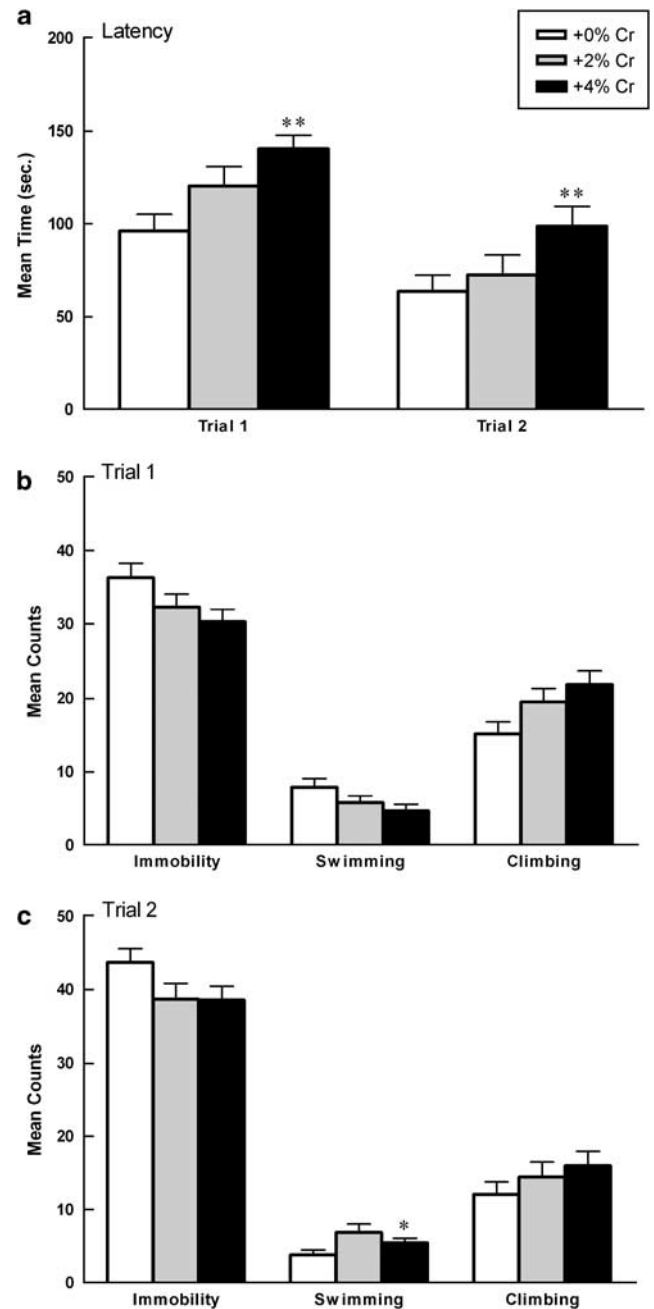 a
Latency
+0% Cr
+2% Cr
+4% Cr
Mean Time (sec.)
200
150
100
50
0
**
**
Trial 1
Trial 2
b
Trial 1
Mean Counts
50
40
30
20
10
0
Immobility
Swimming
Climbing
c
Trial 2
Mean Counts
50
40
30
20
10
0
*
Immobility
Swimming
Climbing